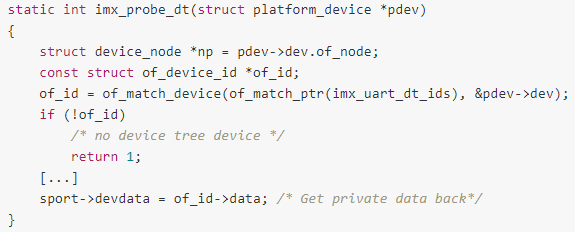 static int imx_probe_dt(struct platform_device *pdev)
{
    struct device_node *np = pdev->dev.of_node;
    const struct of_device_id *of_id;
    of_id = of_match_device(of_match_ptr(imx_uart_dt_ids), &pdev->dev);
    if (!of_id)
        /* no device tree device */
        return 1;
    [...]
    sport->devdata = of_id->data; /* Get private data back*/
}